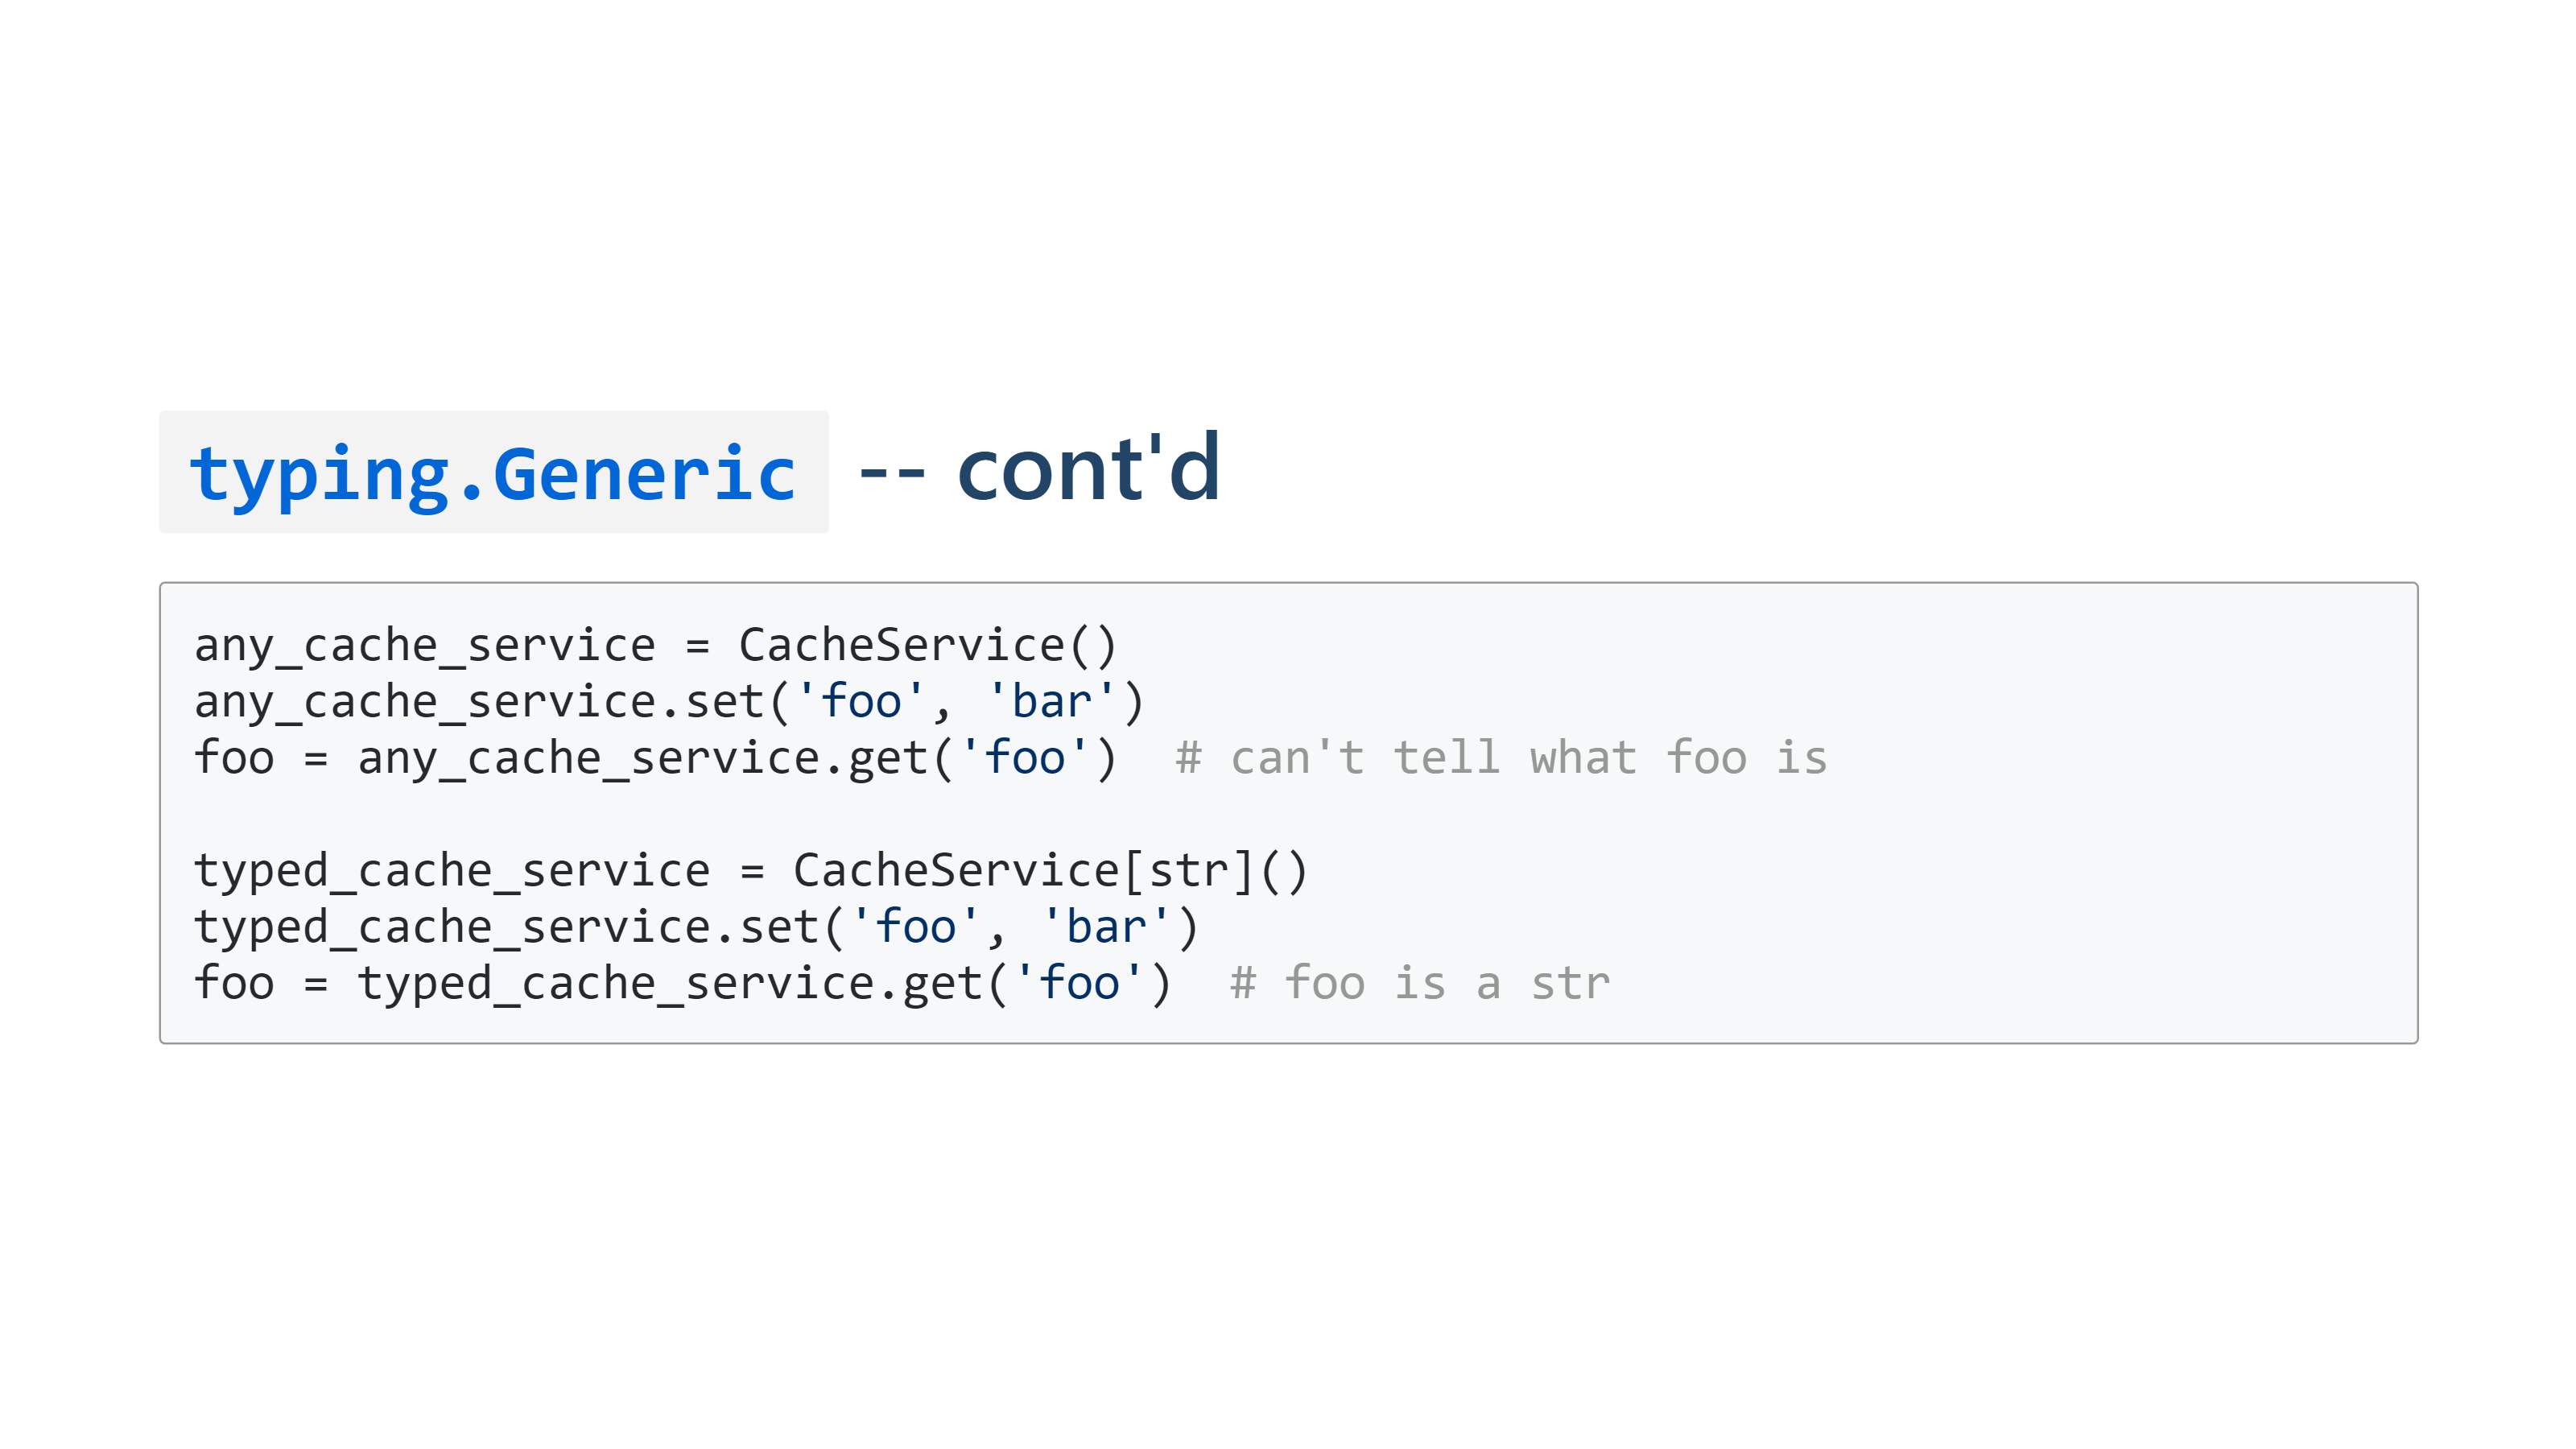 typing.Generic -- cont'd
any_cache_service = CacheService()
any_cache_service.set('foo', 'bar')
foo = any_cache_service.get('foo')  # can't tell what foo is
typed_cache_service = CacheService[str]()
typed_cache_service.set('foo', 'bar')
foo = typed_cache_service.get('foo')  # foo is a str